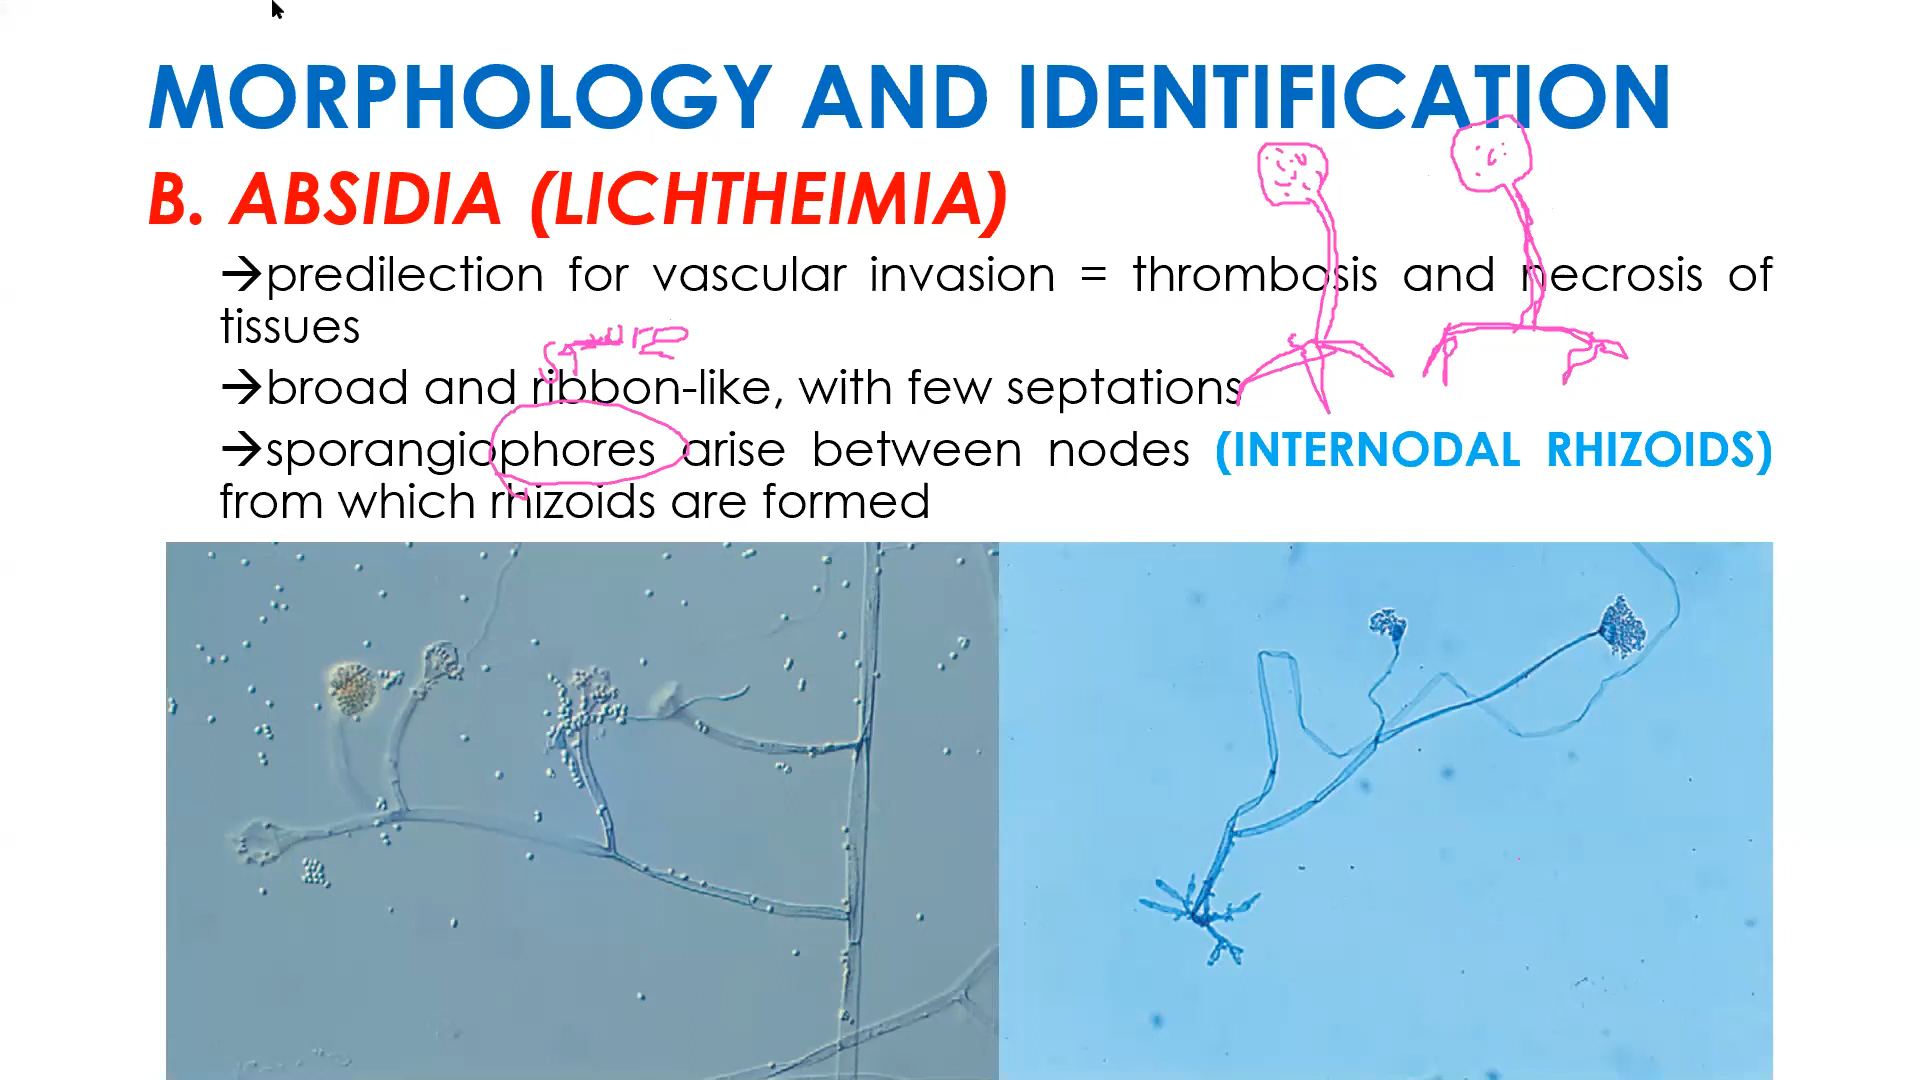 MORPHOLOGY AND IDENTIFICATION
B. ABSIDIA (LICHTHEIMIA)
→predilection for vascular invasion = thrombosis and necrosis of
tissues
→broad and ribbon-like, with few septations
→sporangiophores arise between nodes (INTERNODAL RHIZOIDS)
from which rhizoids are formed